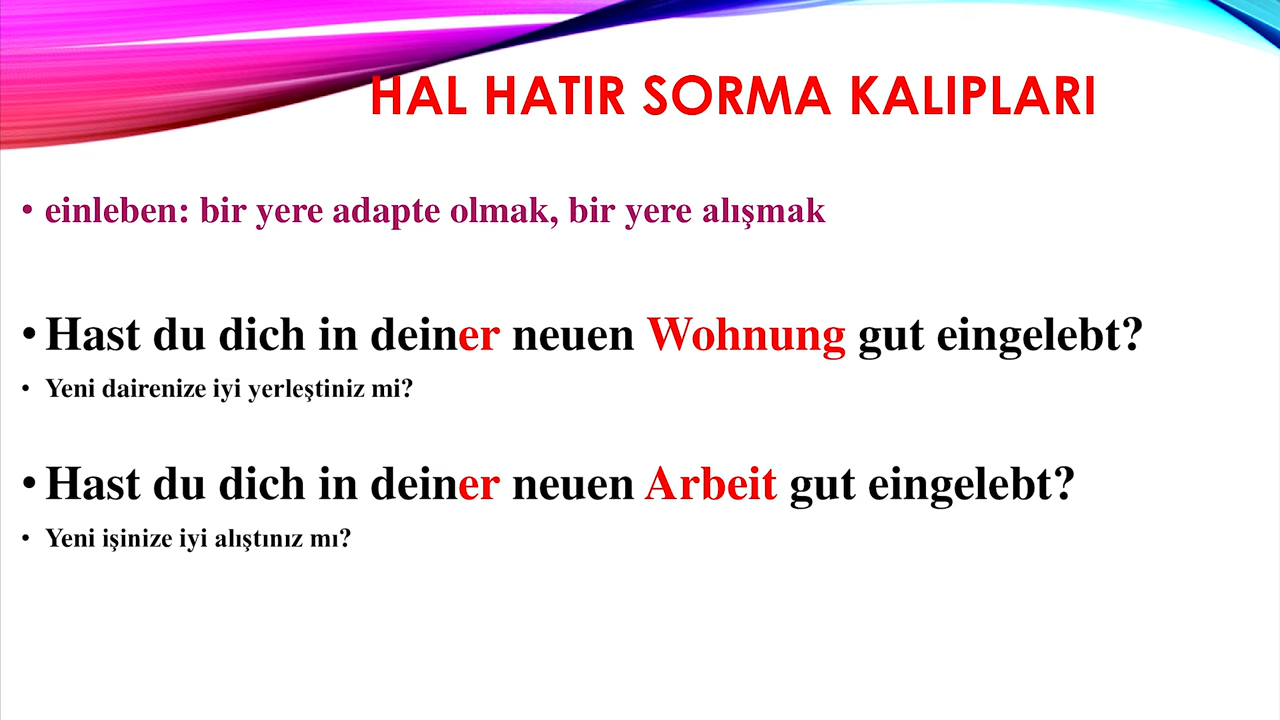 HAL HATIR SORMA KALIPLARI
• einleben: bir yere adapte olmak, bir yere alışmak
• Hast du dich in deiner neuen Wohnung gut eingelebt?
• Yeni dairenize iyi yerleştiniz mi?
• Hast du dich in deiner neuen Arbeit gut eingelebt?
• Yeni işinize iyi alıştınız mı?